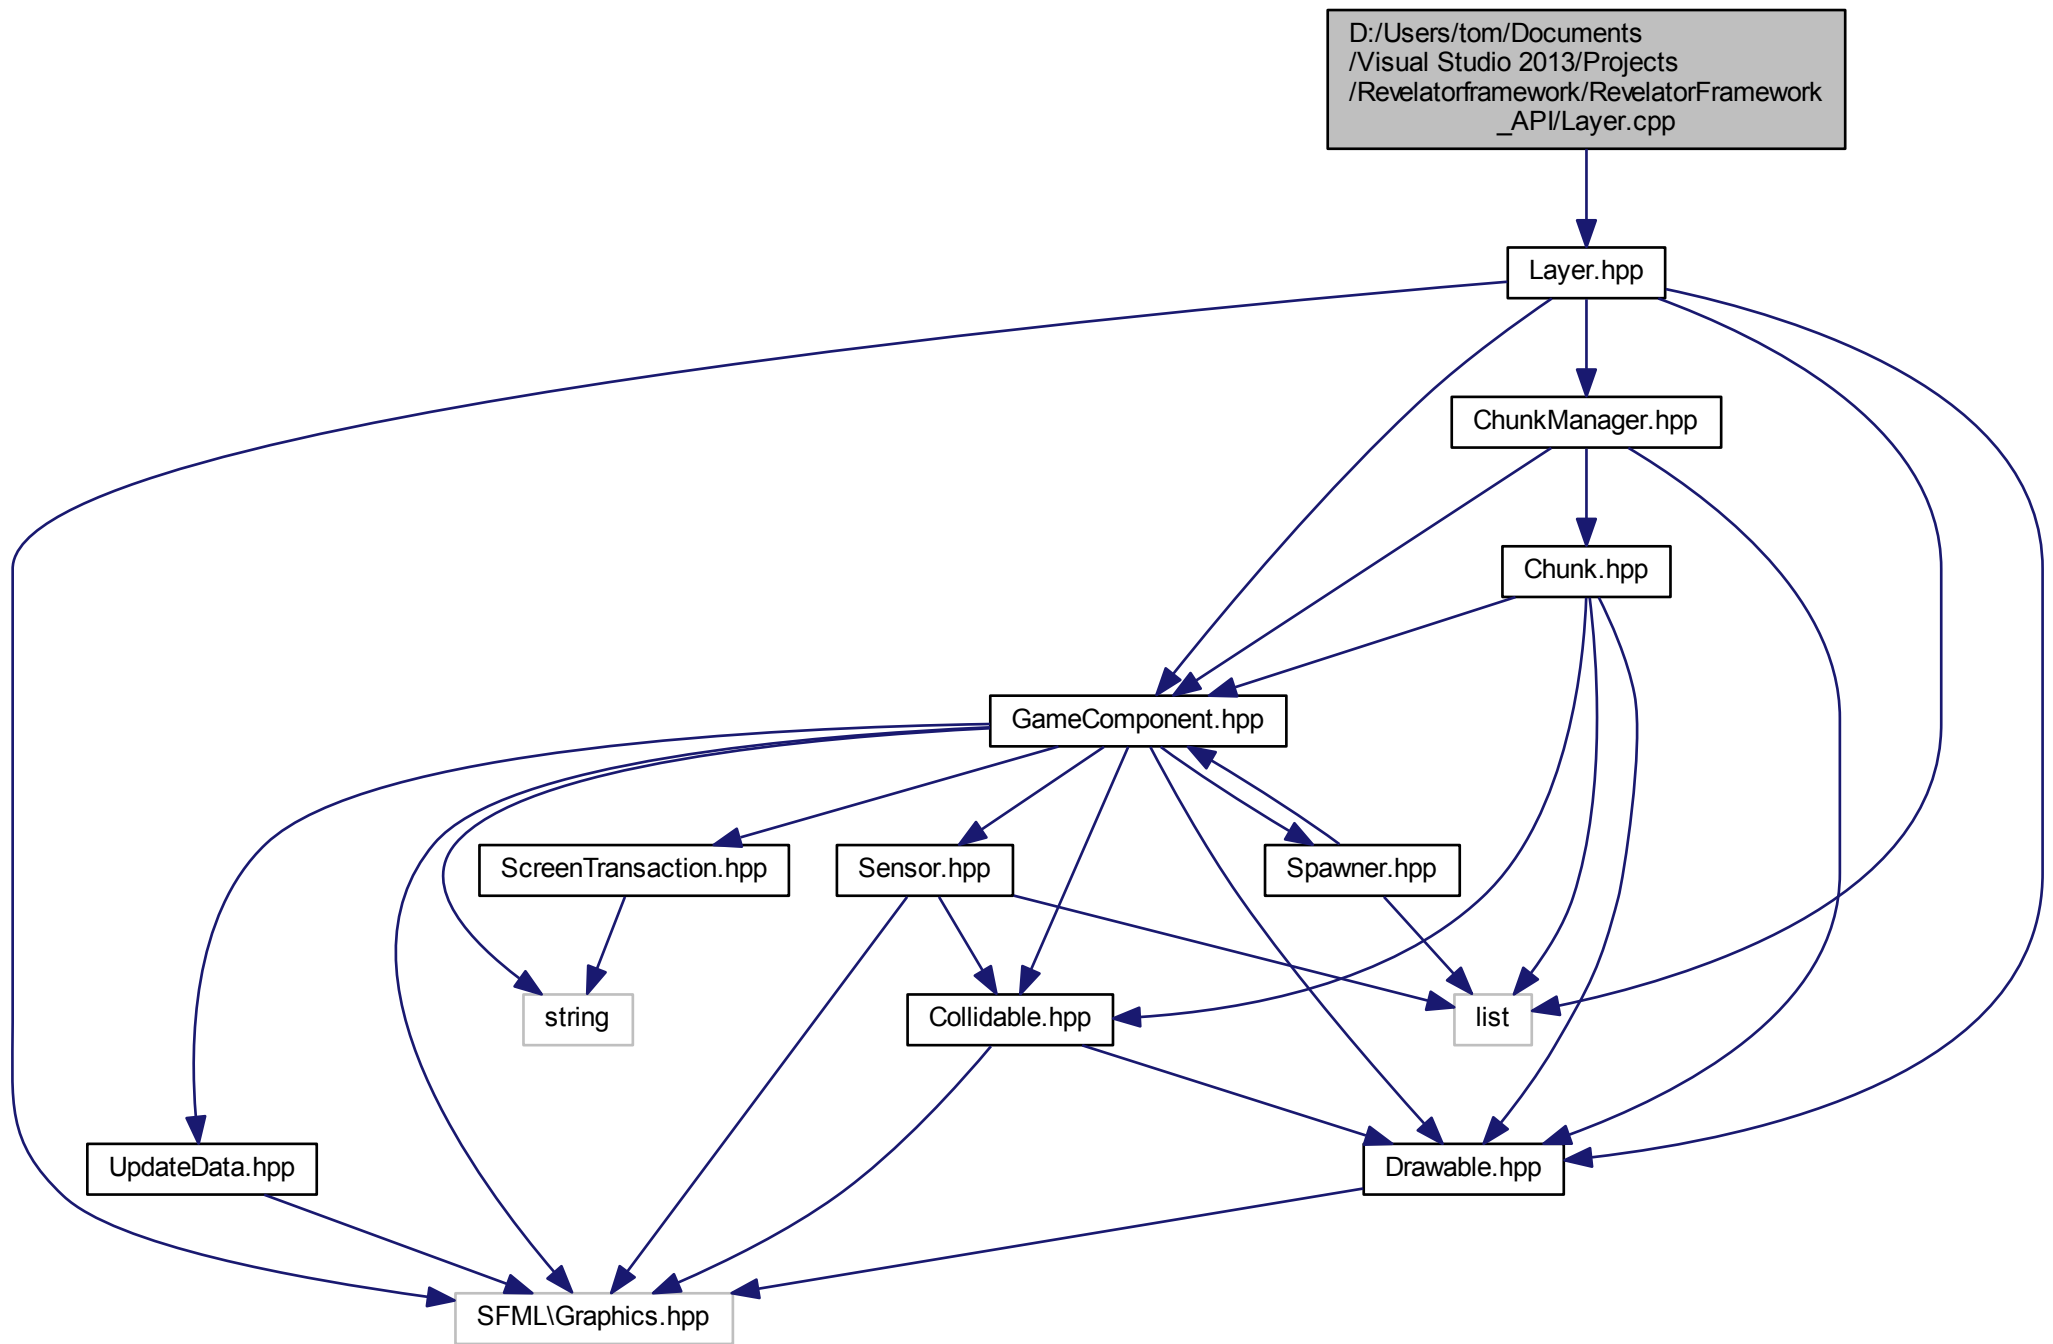 D:/Users/tom/Documents
/Visual Studio 2013/Projects
/Revelatorframework/RevelatorFramework
_API/Layer.cpp
Layer.hpp
ChunkManager.hpp
Chunk.hpp
GameComponent.hpp
ScreenTransaction.hpp
Sensor.hpp
Spawner.hpp
string
Collidable.hpp
list
UpdateData.hpp
Drawable.hpp
SFML\Graphics.hpp